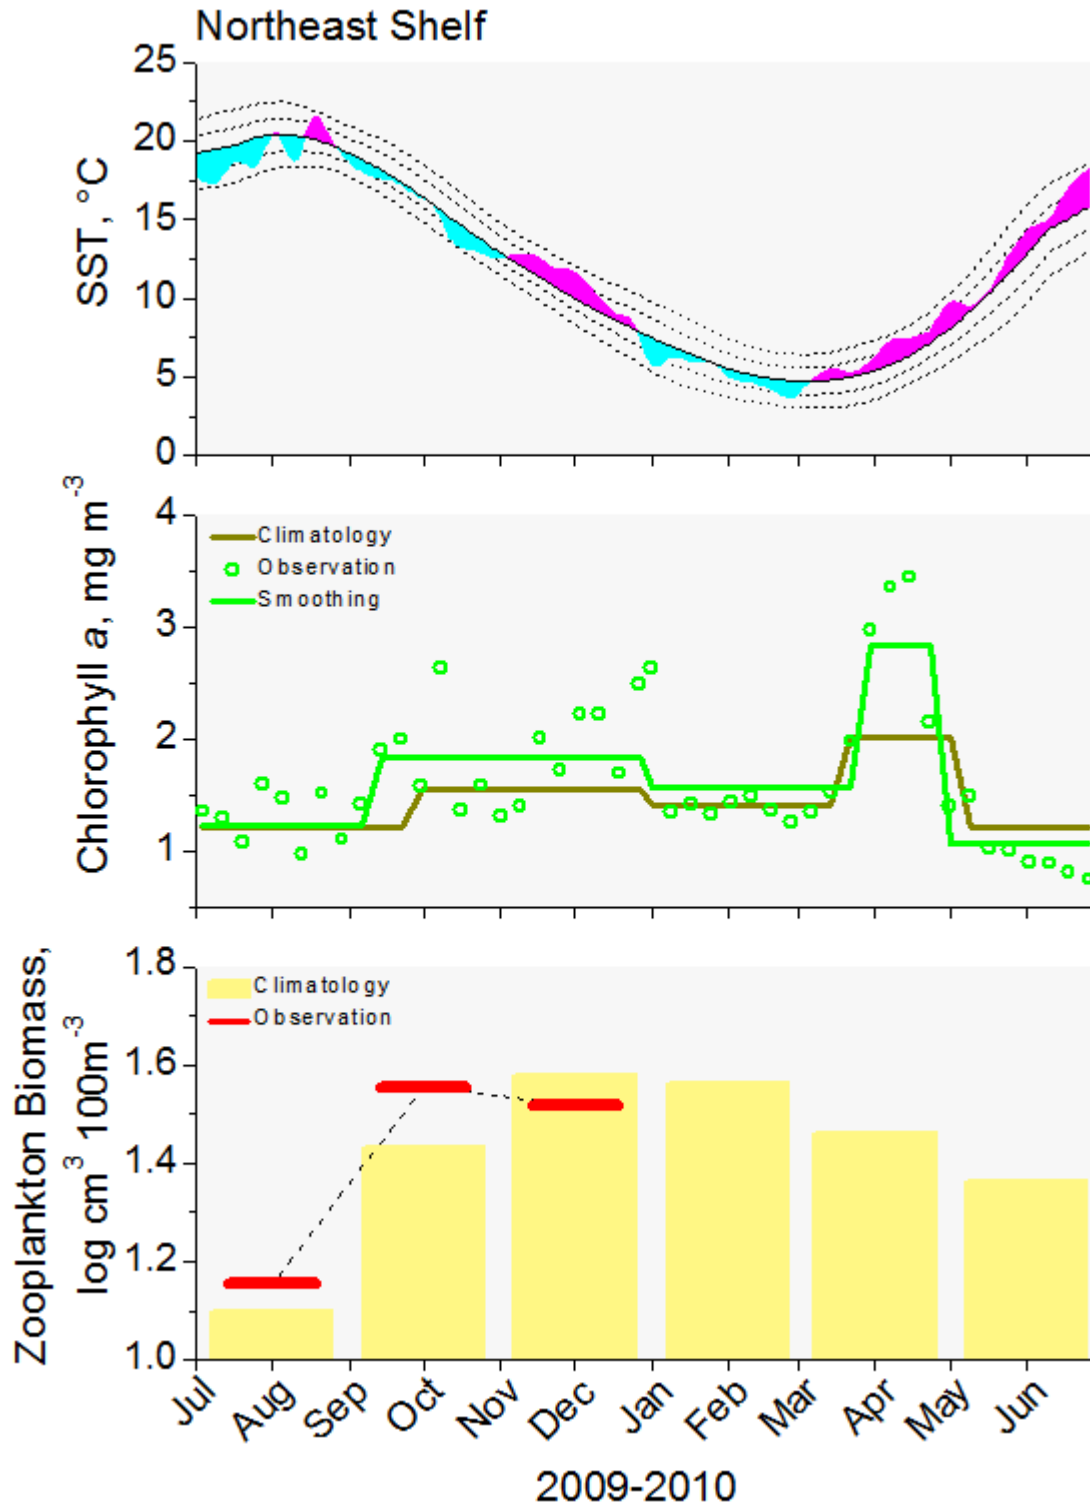 Northeast Shelf
SST, °C
25
20
15
10
5
0
Chlorophyll a, mg m⁻³
4
3
2
1
Climatology
Observation
Smoothing
Zooplankton Biomass,
log cm³ 100m⁻³
1.8
1.6
1.4
1.2
1.0
Climatology
Observation
Jul Aug Sep Oct Nov Dec Jan Feb Mar Apr May Jun
2009-2010